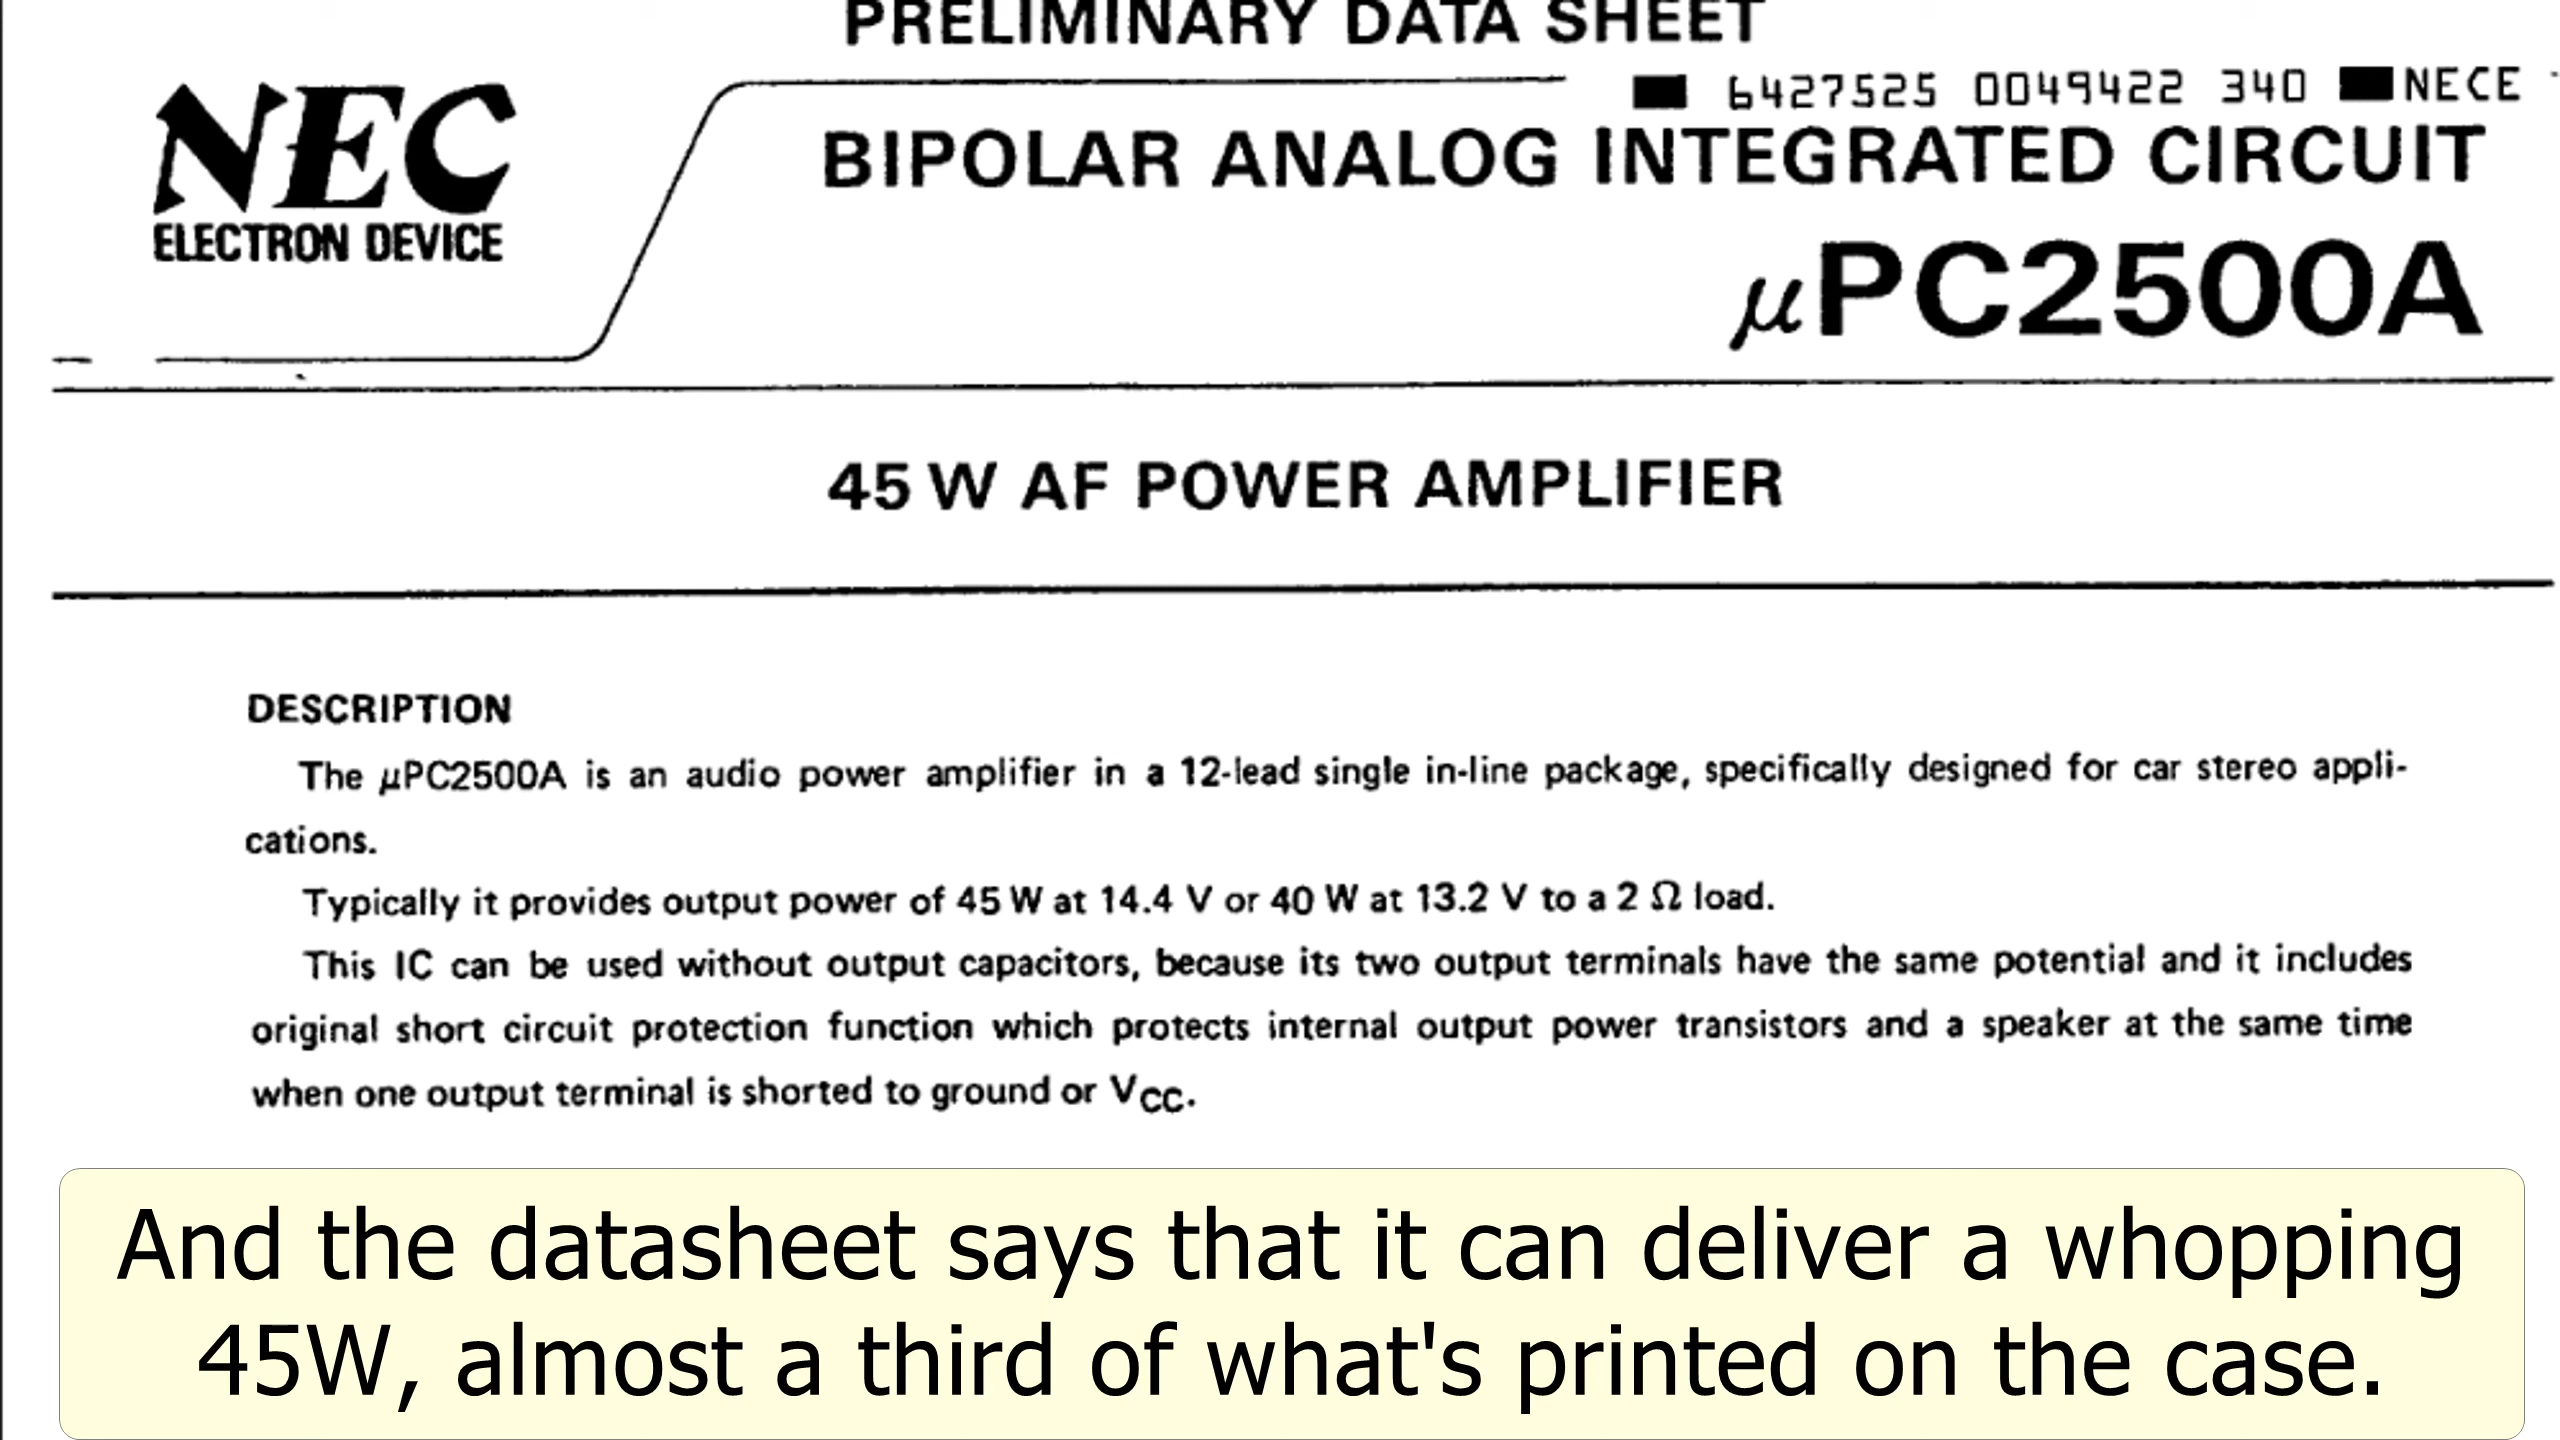 PRELIMINARY DATA SHEET
NEC
ELECTRON DEVICE
6427525 0049422 340 NECE
BIPOLAR ANALOG INTEGRATED CIRCUIT
µPC2500A
45 W AF POWER AMPLIFIER
DESCRIPTION
The µPC2500A is an audio power amplifier in a 12-lead single in-line package, specifically designed for car stereo appli-
cations.
Typically it provides output power of 45 W at 14.4 V or 40 W at 13.2 V to a 2 Ω load.
This IC can be used without output capacitors, because its two output terminals have the same potential and it includes
original short circuit protection function which protects internal output power transistors and a speaker at the same time
when one output terminal is shorted to ground or VCC.
And the datasheet says that it can deliver a whopping
45W, almost a third of what's printed on the case.